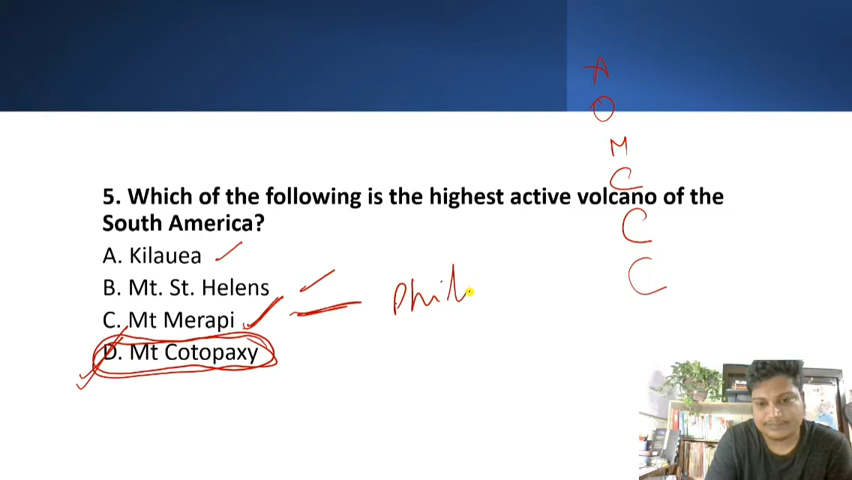 A
O
M
C
5. Which of the following is the highest active volcano of the
South America?
C
A. Kilauea
B. Mt. St. Helens
C
Phili
C. Mt Merapi
D. Mt Cotopaxy